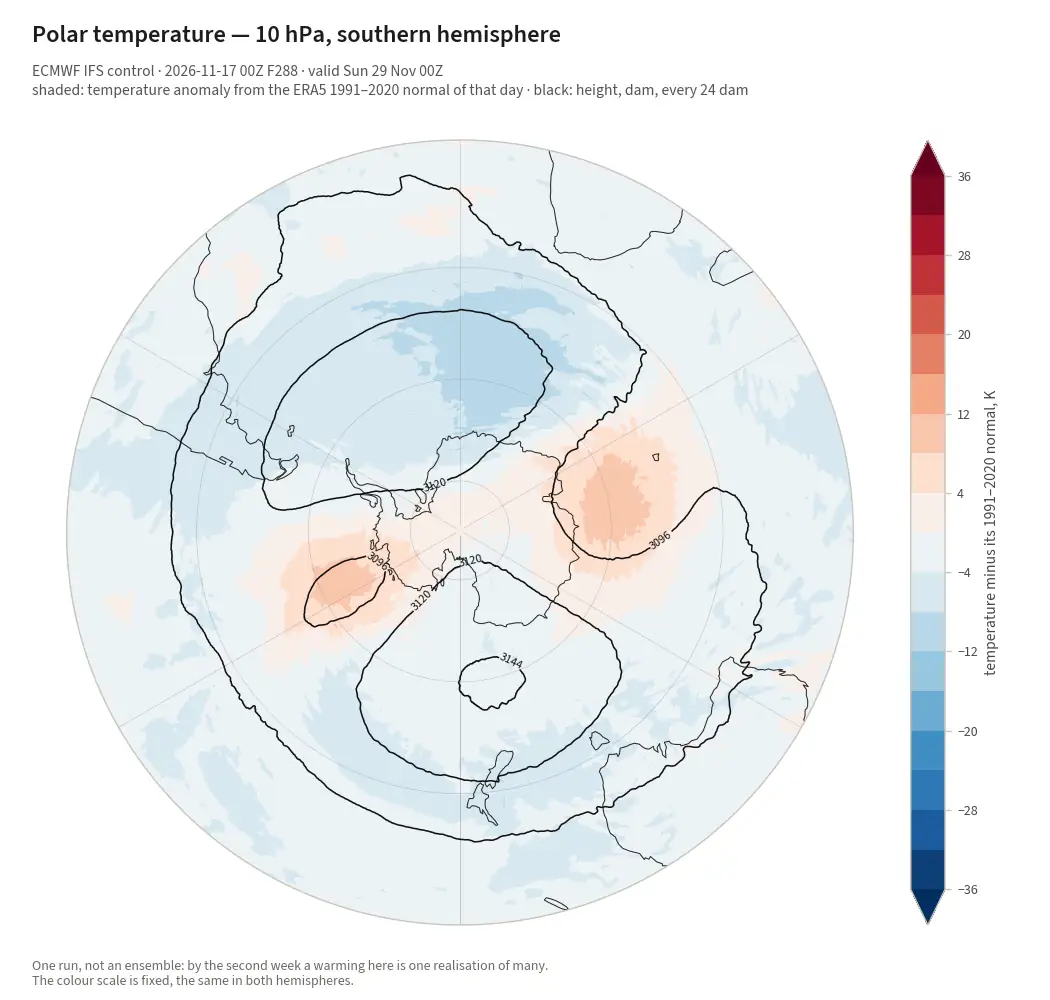 Polar temperature — 10 hPa, southern hemisphere
ECMWF IFS control · 2026-11-17 00Z F288 · valid Sun 29 Nov 00Z
shaded: temperature anomaly from the ERA5 1991–2020 normal of that day · black: height, dam, every 24 dam
36
28
20
12
4
−4
−12
−20
−28
−36
temperature minus its 1991–2020 normal, K
3120
3096
3096
3120
3120
3144
One run, not an ensemble: by the second week a warming here is one realisation of many.
The colour scale is fixed, the same in both hemispheres.